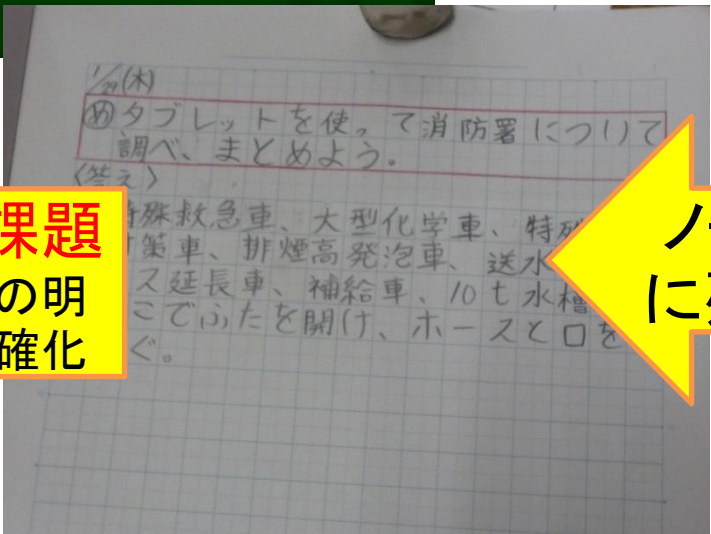 1/29(木)
めタブレットを使って消防署について
調べ、まとめよう。
〈答え〉
特殊救急車、大型化学車、特殊
策車、排煙高発泡車、送水
ス延長車、補給車、10t水槽
こでふたを開け、ホースと口を
ぐ。
課題
の明
確化
ノ
に